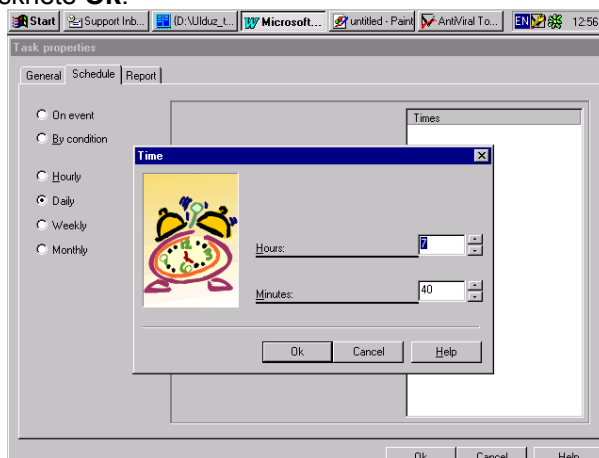 Ok.
Start Support Inb... (D:\Ulduz_t... Microsoft... untitled - Paint AntiViral To... EN 12:56
Task properties
General Schedule Report
On event
By condition
Hourly
Daily
Weekly
Monthly
Times
Time
Hours: 7
Minutes: 40
Ok Cancel Help
Ok Cancel Help